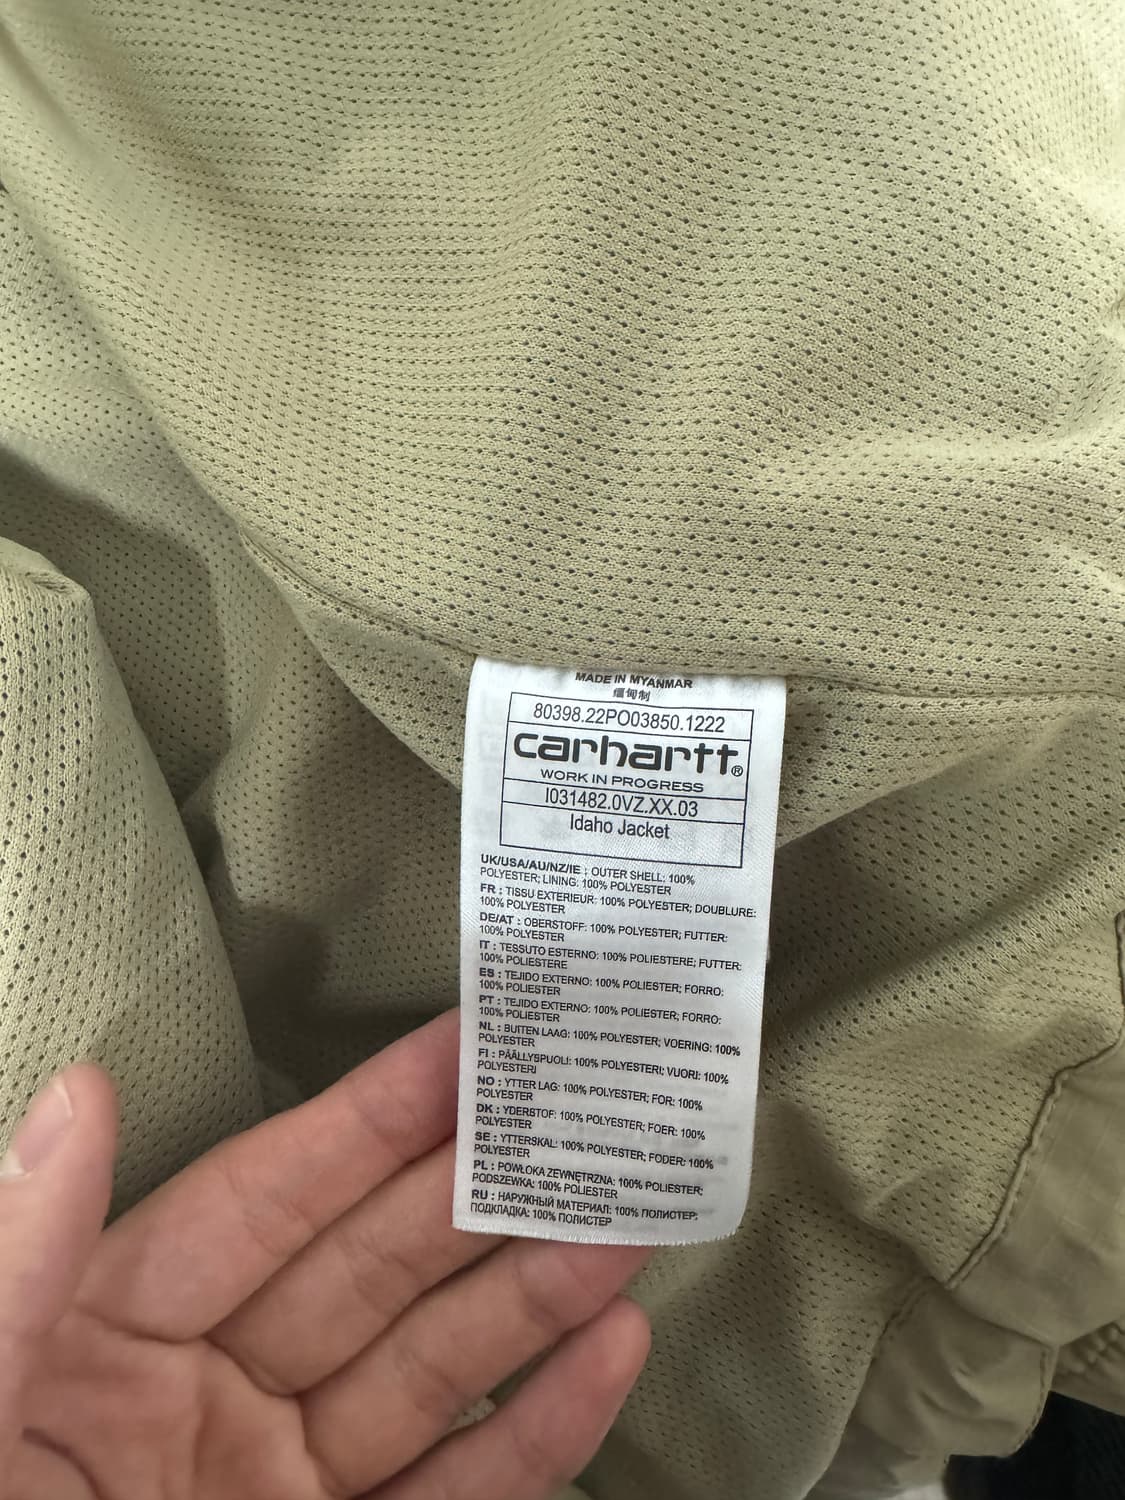 MADE IN MYANMAR
缅甸制
80398.22PO03850.1222
carhartt®
WORK IN PROGRESS
I031482.0VZ.XX.03
Idaho Jacket
UK/USA/AU/NZ/IE : OUTER SHELL: 100%
POLYESTER; LINING: 100% POLYESTER
FR : TISSU EXTERIEUR: 100% POLYESTER; DOUBLURE:
100% POLYESTER
DE/AT : OBERSTOFF: 100% POLYESTER; FUTTER:
100% POLYESTER
IT : TESSUTO ESTERNO: 100% POLIESTERE; FUTTER:
100% POLIESTERE
ES : TEJIDO EXTERNO: 100% POLIESTER; FORRO:
100% POLIESTER
PT : TEJIDO EXTERNO: 100% POLIESTER; FORRO:
100% POLIESTER
NL : BUITEN LAAG: 100% POLYESTER; VOERING: 100%
POLYESTER
FI : PÄÄLLYSPUOLI: 100% POLYESTERI; VUORI: 100%
POLYESTERI
NO : YTTER LAG: 100% POLYESTER; FOR: 100%
POLYESTER
DK : YDERSTOF: 100% POLYESTER; FOER: 100%
POLYESTER
SE : YTTERSKAL: 100% POLYESTER; FODER: 100%
POLYESTER
PL : POWŁOKA ZEWNĘTRZNA: 100% POLIESTER;
PODSZEWKA: 100% POLIESTER
RU : НАРУЖНЫЙ МАТЕРИАЛ: 100% ПОЛИСТЕР;
ПОДКЛАДКА: 100% ПОЛИСТЕР